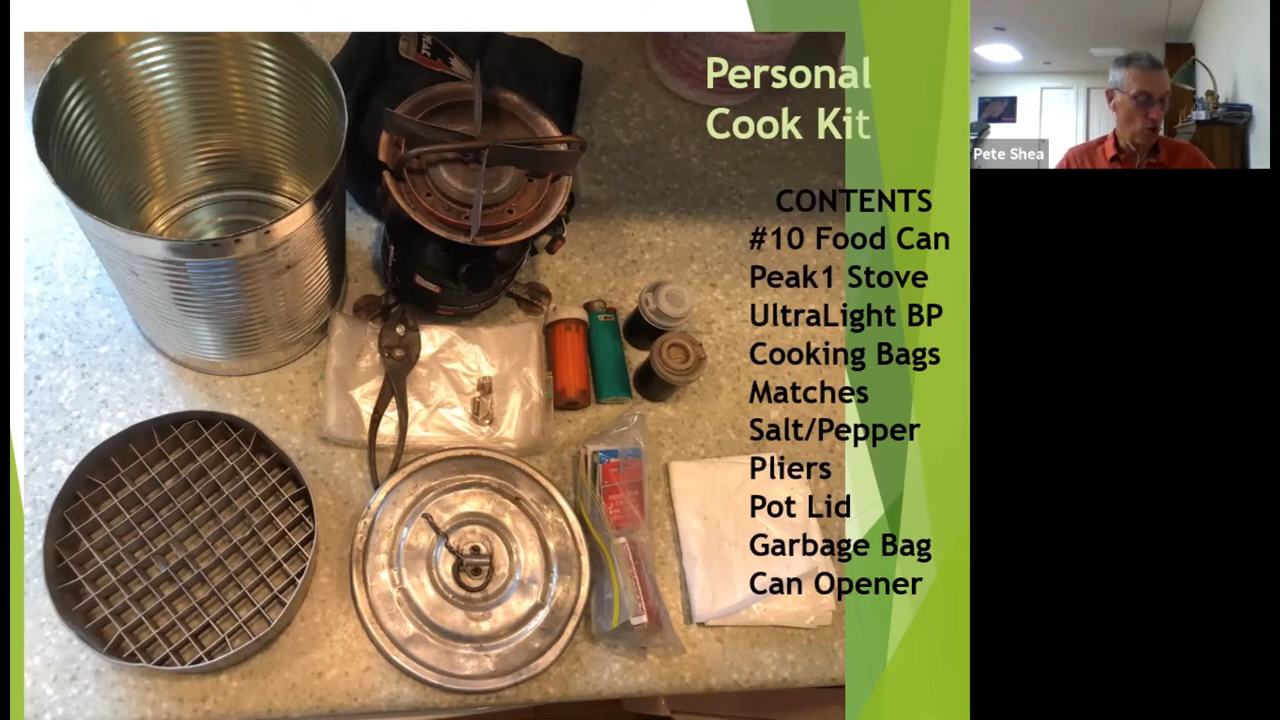 Personal
Cook Kit
Pete Shea
CONTENTS
#10 Food Can
Peak1 Stove
UltraLight BP
Cooking Bags
Matches
Salt/Pepper
Pliers
Pot Lid
Garbage Bag
Can Opener